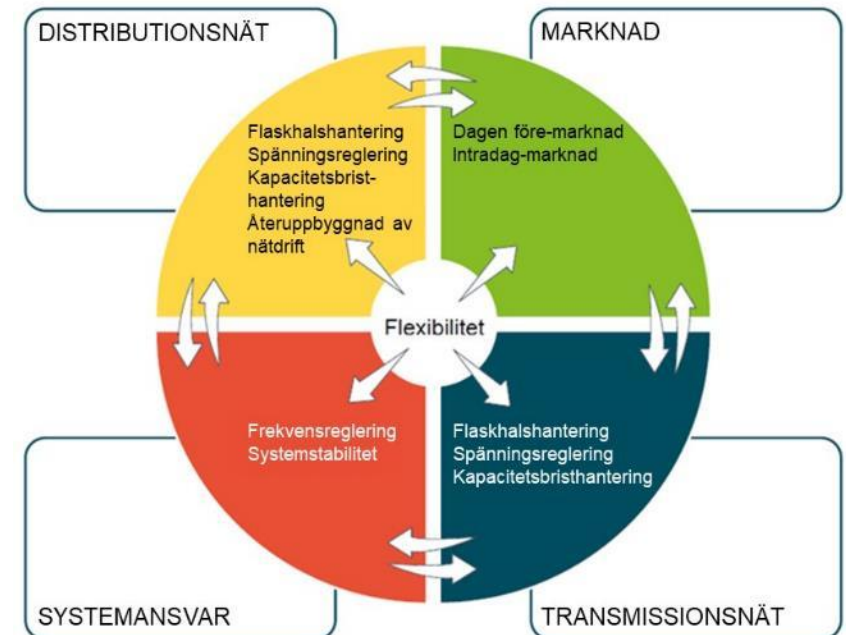 DISTRIBUTIONSNÄT
MARKNAD
Flaskhalshantering
Spänningsreglering
Kapacitetsbrist-
hantering
Återuppbyggnad av
nätdrift
Dagen före-marknad
Intradag-marknad
Flexibilitet
Frekvensreglering
Systemstabilitet
Flaskhalshantering
Spänningsreglering
Kapacitetsbristhantering
SYSTEMANSVAR
TRANSMISSIONSNÄT